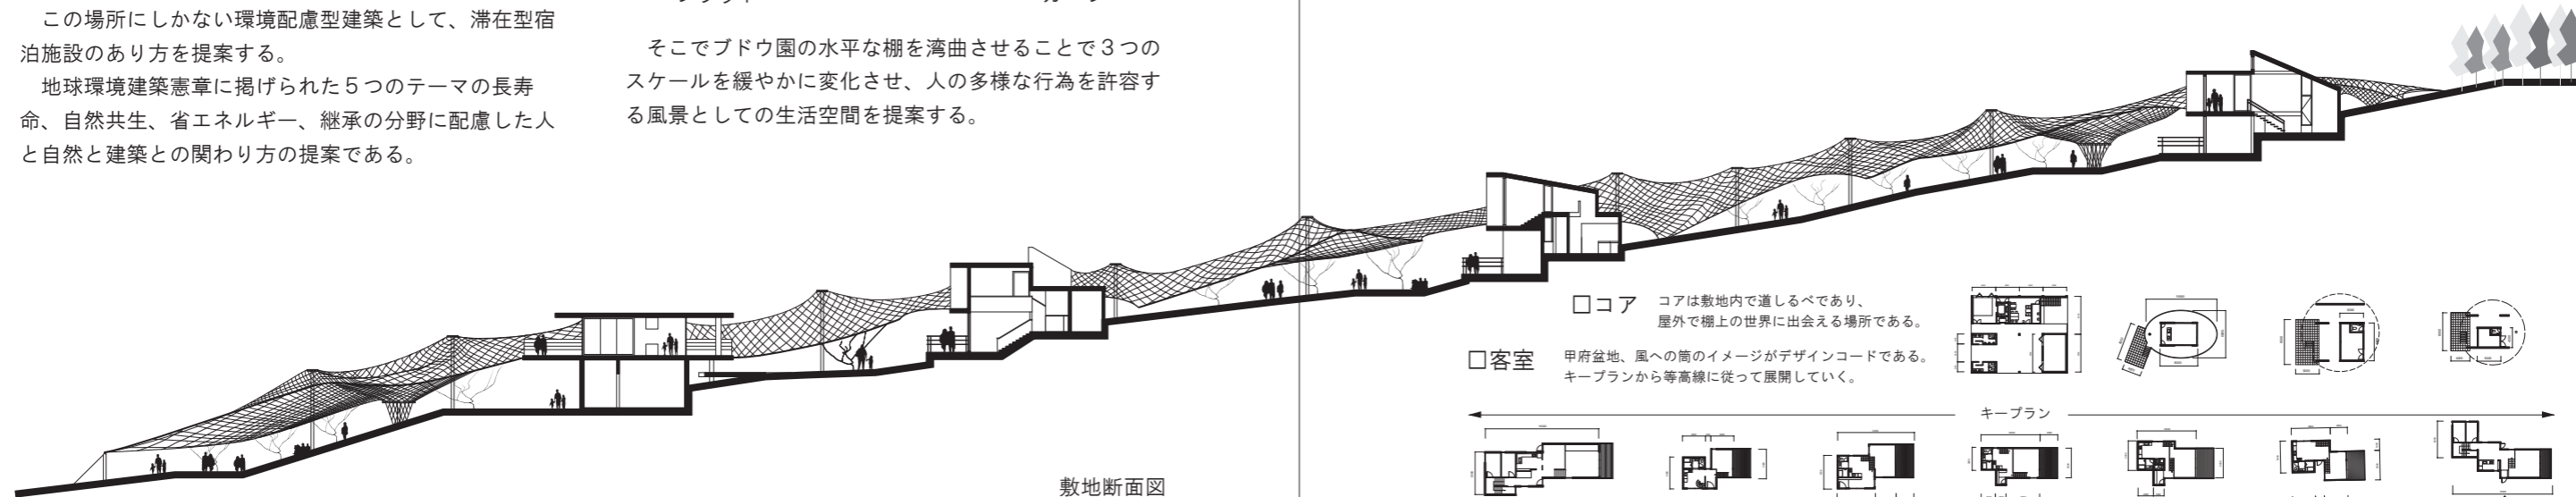 この場所にしかない環境配慮型建築として、滞在型宿
泊施設のあり方を提案する。
地球環境建築憲章に掲げられた５つのテーマの長寿
命、自然共生、省エネルギー、継承の分野に配慮した人
と自然と建築との関わり方の提案である。
そこでブドウ園の水平な棚を湾曲させることで３つの
スケールを緩やかに変化させ、人の多様な行為を許容す
る風景としての生活空間を提案する。
敷地断面図
□コア
コアは敷地内で道しるべであり、
屋外で棚上の世界に出会える場所である。
□客室
甲府盆地、風への筒のイメージがデザインコードである。
キープランから等高線に従って展開していく。
キープラン